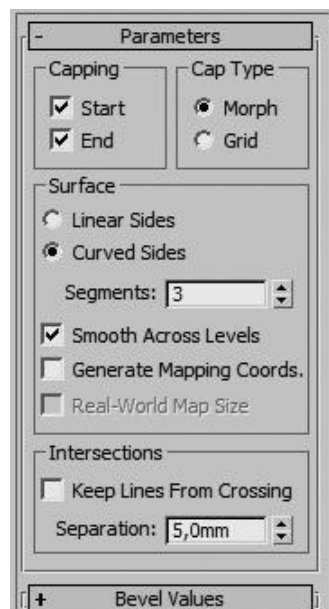 - Parameters
Capping
Start
End
Cap Type
Morph
Grid
Surface
Linear Sides
Curved Sides
Segments: 3
Smooth Across Levels
Generate Mapping Coords.
Real-World Map Size
Intersections
Keep Lines From Crossing
Separation: 5,0mm
+ Bevel Values